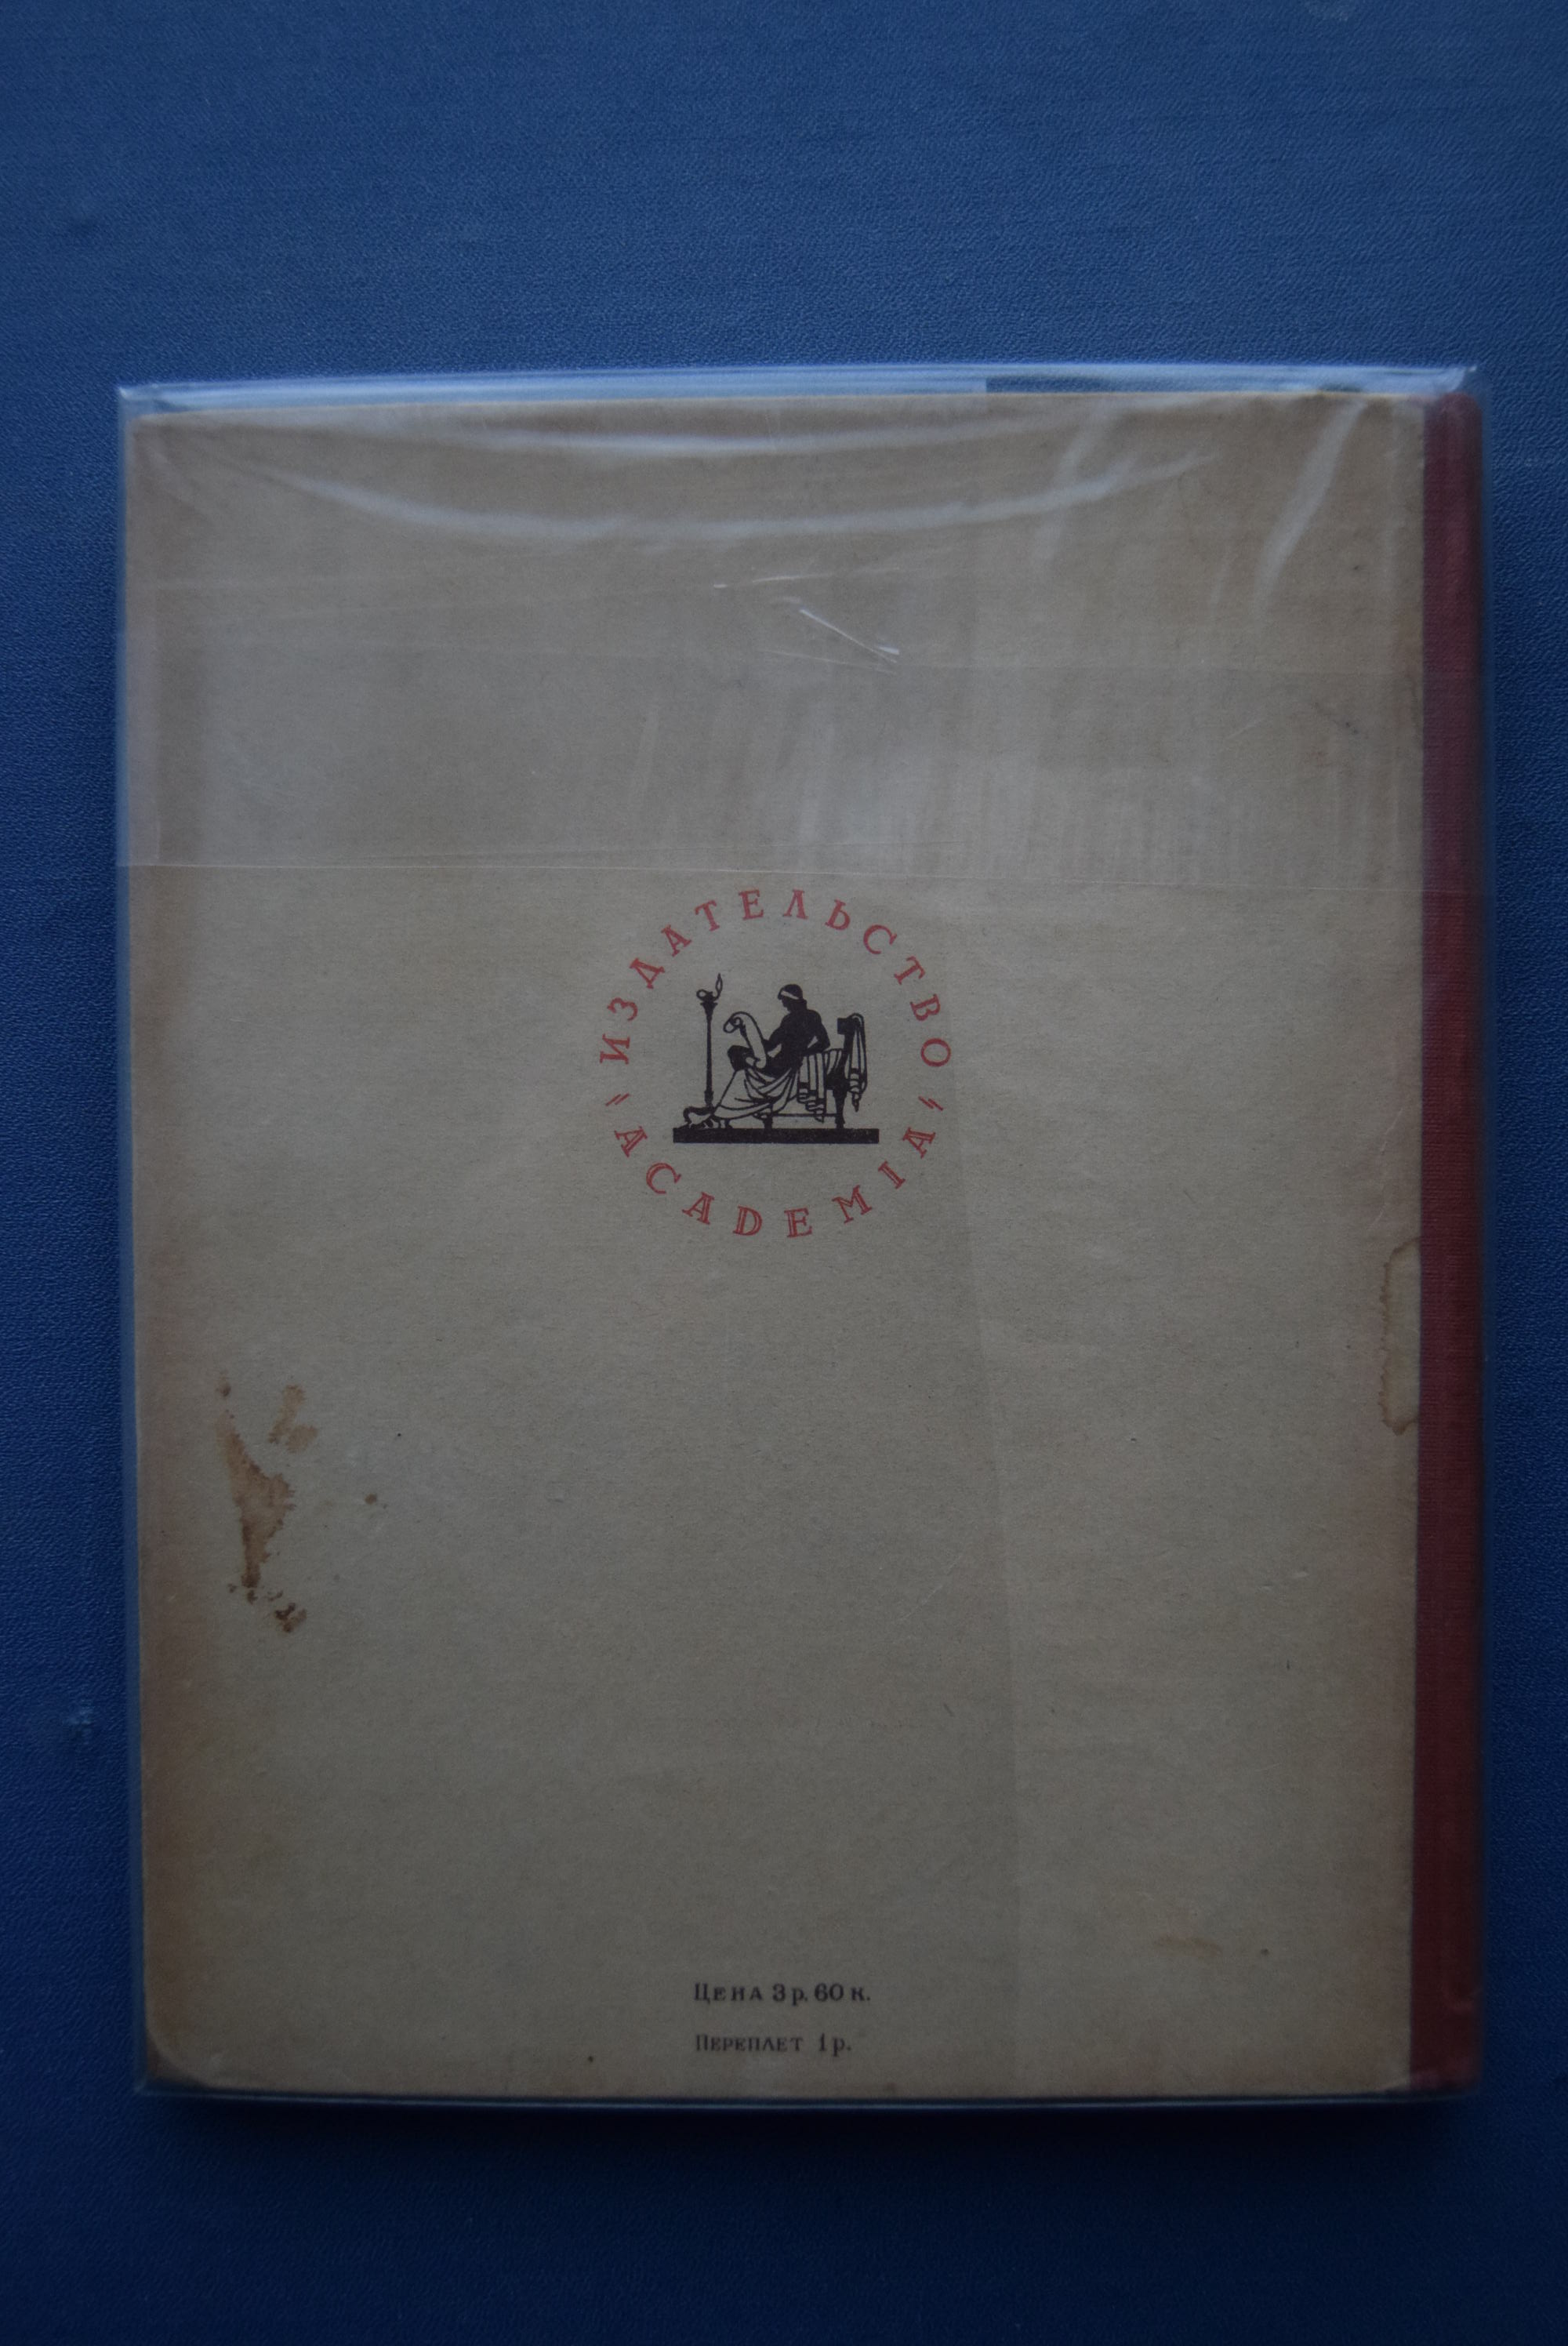 ИЗДАТЕЛЬСТВО
ACADEMIA
ЦЕНА 3 р. 60 к.
ПЕРЕПЛЕТ 1 р.